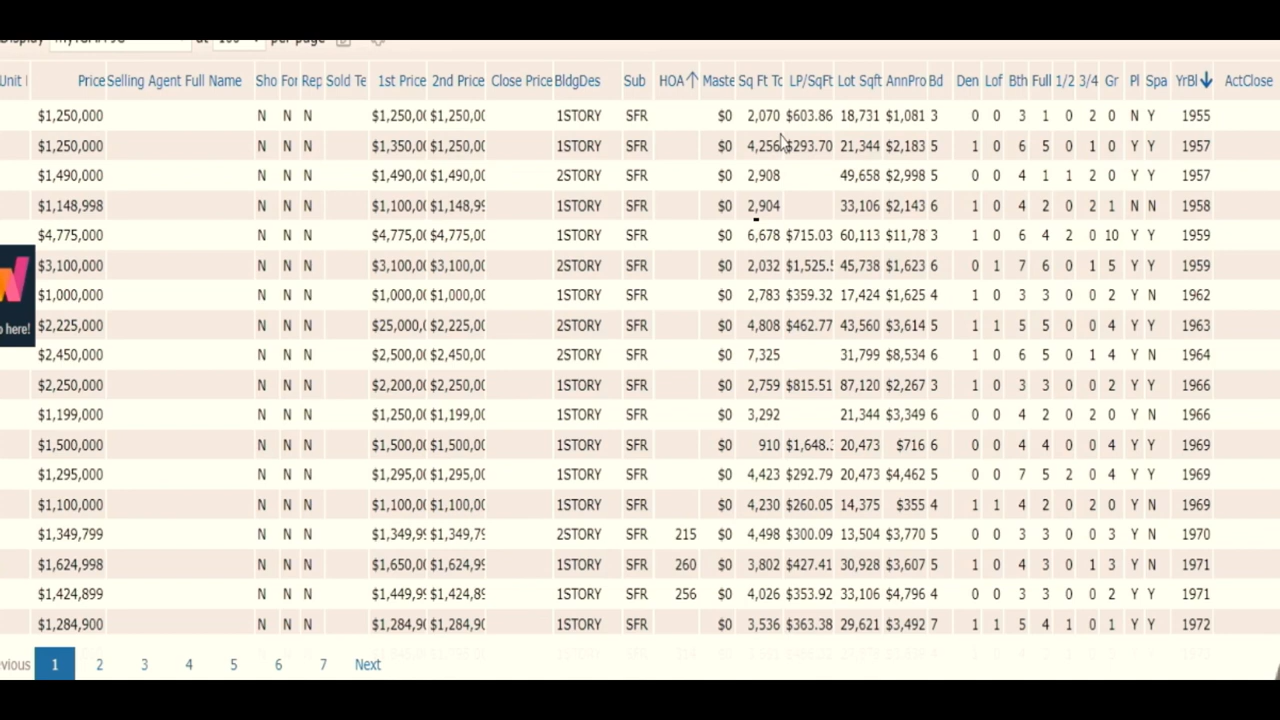 per page
Unit Price Selling Agent Full Name Sho For Rep Sold Te 1st Price 2nd Price Close Price BldgDes Sub HOA Maste Sq Ft Tc LP/SqFt Lot Sqft AnnPro Bd Den Lof Bth Full 1/2 3/4 Gr Pl Spa YrBl ActClose
$1,250,000 N N N $1,250,0( $1,250,0( 1STORY SFR $0 2,070 $603.86 18,731 $1,081 3 0 0 3 1 0 2 0 N Y 1955
$1,250,000 N N N $1,350,0( $1,250,0( 1STORY SFR $0 4,256 $293.70 21,344 $2,183 5 1 0 6 5 0 1 0 Y Y 1957
$1,490,000 N N N $1,490,0( $1,490,0( 2STORY SFR $0 2,908 49,658 $2,998 5 0 0 4 1 1 2 0 Y Y 1957
$1,148,998 N N N $1,100,0( $1,148,99 1STORY SFR $0 2,904 33,106 $2,143 6 1 0 4 2 0 2 1 N N 1958
$4,775,000 N N N $4,775,0( $4,775,0( 1STORY SFR $0 6,678 $715.03 60,113 $11,78 3 1 0 6 4 2 0 10 Y Y 1959
$3,100,000 N N N $3,100,0( $3,100,0( 2STORY SFR $0 2,032 $1,525.5 45,738 $1,623 6 0 1 7 6 0 1 5 Y Y 1959
$1,000,000 N N N $1,000,0( $1,000,0( 1STORY SFR $0 2,783 $359.32 17,424 $1,625 4 1 0 3 3 0 0 2 Y N 1962
o here! $2,225,000 N N N $25,000,( $2,225,0( 2STORY SFR $0 4,808 $462.77 43,560 $3,614 5 1 1 5 5 0 0 4 Y Y 1963
$2,450,000 N N N $2,500,0( $2,450,0( 2STORY SFR $0 7,325 31,799 $8,534 6 1 0 6 5 0 1 4 Y N 1964
$2,250,000 N N N $2,200,0( $2,250,0( 1STORY SFR $0 2,759 $815.51 87,120 $2,267 3 1 0 3 3 0 0 2 Y Y 1966
$1,199,000 N N N $1,250,0( $1,199,0( 1STORY SFR $0 3,292 21,344 $3,349 6 0 0 4 2 0 2 0 Y N 1966
$1,500,000 N N N $1,500,0( $1,500,0( 1STORY SFR $0 910 $1,648.: 20,473 $716 6 0 0 4 4 0 0 4 Y Y 1969
$1,295,000 N N N $1,295,0( $1,295,0( 1STORY SFR $0 4,423 $292.79 20,473 $4,462 5 0 0 7 5 2 0 4 Y Y 1969
$1,100,000 N N N $1,100,0( $1,100,0( 1STORY SFR $0 4,230 $260.05 14,375 $355 4 1 1 4 2 0 2 0 Y N 1969
$1,349,799 N N N $1,349,9( $1,349,79 2STORY SFR 215 $0 4,498 $300.09 13,504 $3,770 5 0 0 3 3 0 0 3 Y Y 1970
$1,624,998 N N N $1,650,0( $1,624,99 1STORY SFR 260 $0 3,802 $427.41 30,928 $3,607 5 1 0 4 3 0 1 3 Y Y 1971
$1,424,899 N N N $1,449,99 $1,424,89 1STORY SFR 256 $0 4,026 $353.92 33,106 $4,796 4 0 0 3 3 0 0 2 Y Y 1971
$1,284,900 N N N $1,284,9( $1,284,9( 1STORY SFR $0 3,536 $363.38 29,621 $3,492 7 1 1 5 4 1 0 1 Y Y 1972
evious 1 2 3 4 5 6 7 Next